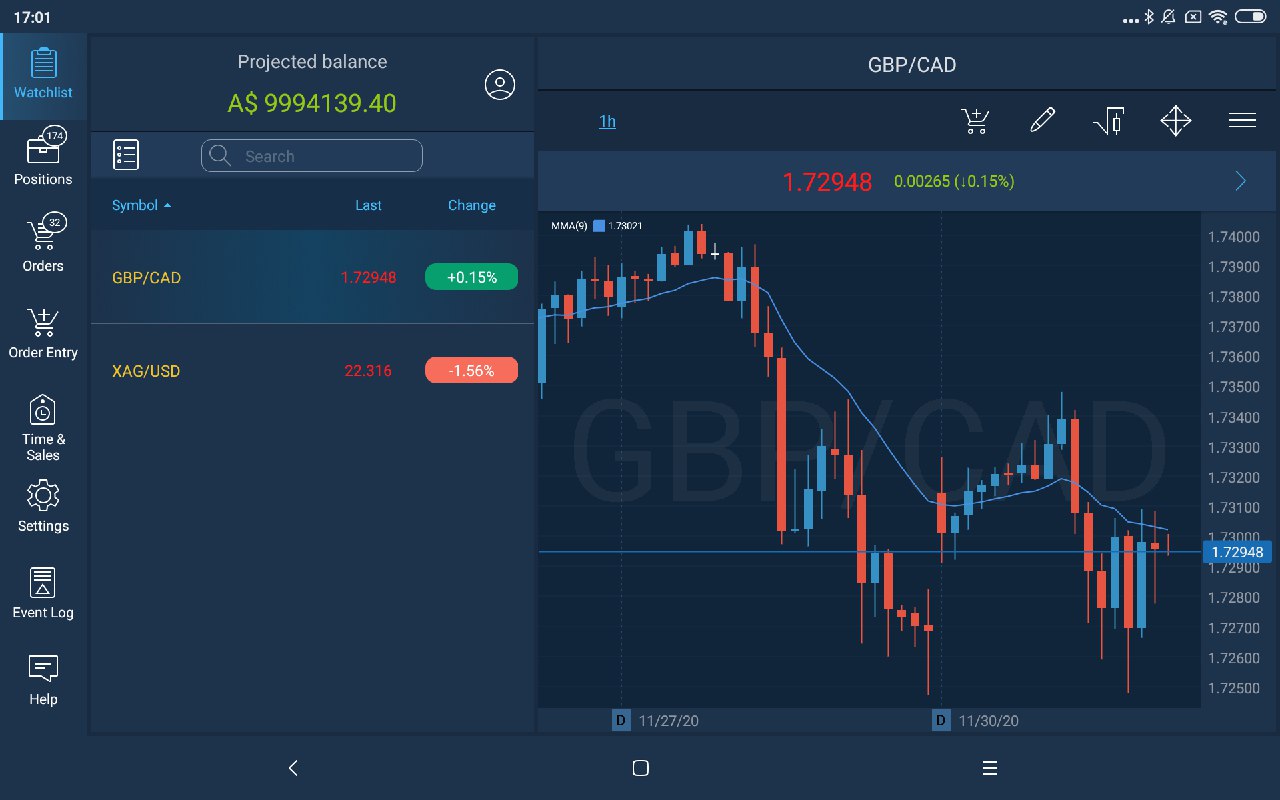 17:01
Watchlist
174
Positions
32
Orders
Order Entry
Time &
Sales
Settings
Event Log
Help
Projected balance
A$ 9994139.40
Search
Symbol Last Change
GBP/CAD 1.72948 +0.15%
XAG/USD 22.316 -1.56%
GBP/CAD
1h
1.72948 0.00265 (↓0.15%)
MMA(9) 1.73021
GBP/CAD
1.74000
1.73900
1.73800
1.73700
1.73600
1.73500
1.73400
1.73300
1.73200
1.73100
1.73000
1.72948
1.72900
1.72800
1.72700
1.72600
1.72500
D 11/27/20 D 11/30/20